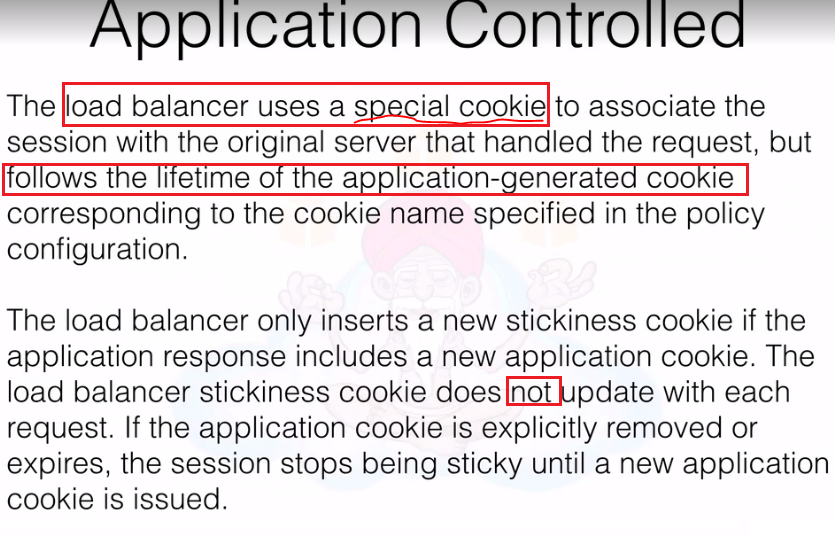 Application Controlled
The load balancer uses a special cookie to associate the
session with the original server that handled the request, but
follows the lifetime of the application-generated cookie
corresponding to the cookie name specified in the policy
configuration.
The load balancer only inserts a new stickiness cookie if the
application response includes a new application cookie. The
load balancer stickiness cookie does not update with each
request. If the application cookie is explicitly removed or
expires, the session stops being sticky until a new application
cookie is issued.